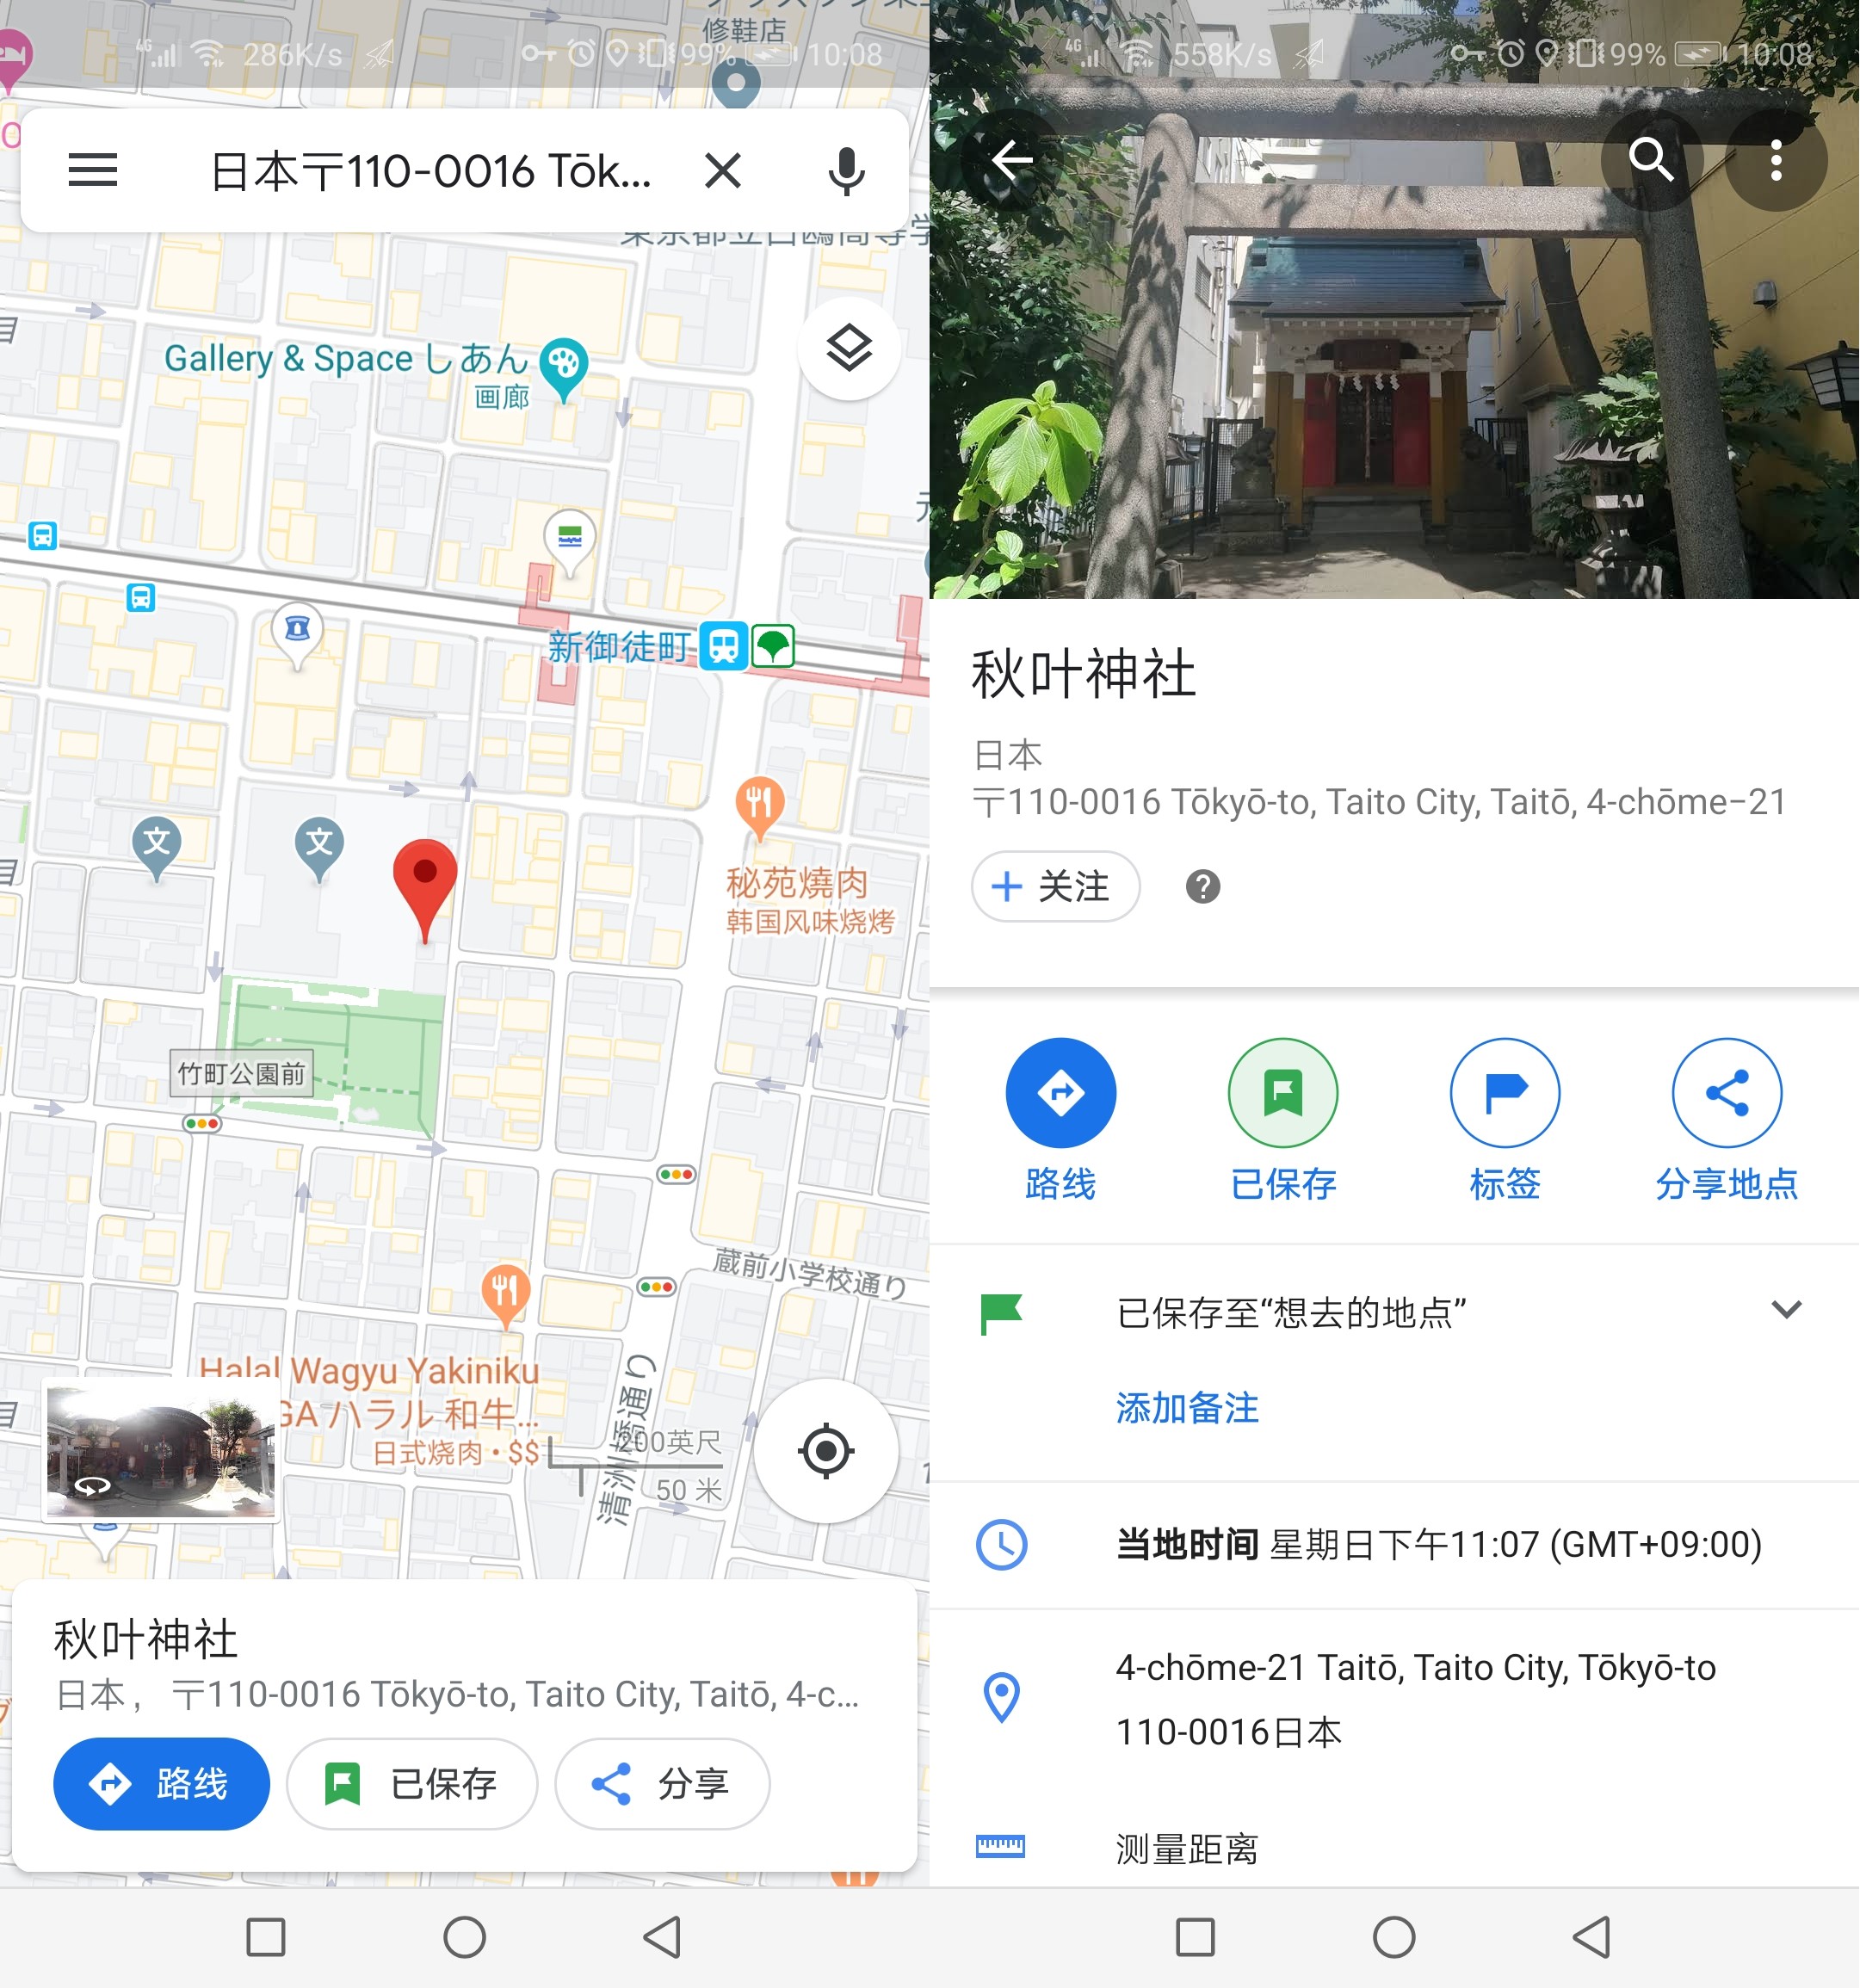 修鞋店
4G 286K/s 99% 10:08
日本〒110-0016 Tōk...
Gallery & Space しあん
画廊
新御徒町
文
文
秘苑焼肉
韩国风味烧烤
竹町公園前
蔵前小学校通り
Halal Wagyu Yakiniku
GA ハラル 和牛...
日式烧肉・$$
清洲橋通り
200英尺
50 米
秋叶神社
日本， 〒110-0016 Tōkyō-to, Taito City, Taitō, 4-c...
路线
已保存
分享
4G 558K/s 99% 10:08
秋叶神社
日本
〒110-0016 Tōkyō-to, Taito City, Taitō, 4-chōme−21
关注
路线
已保存
标签
分享地点
已保存至“想去的地点”
添加备注
当地时间 星期日下午11:07 (GMT+09:00)
4-chōme-21 Taitō, Taito City, Tōkyō-to
110-0016日本
测量距离